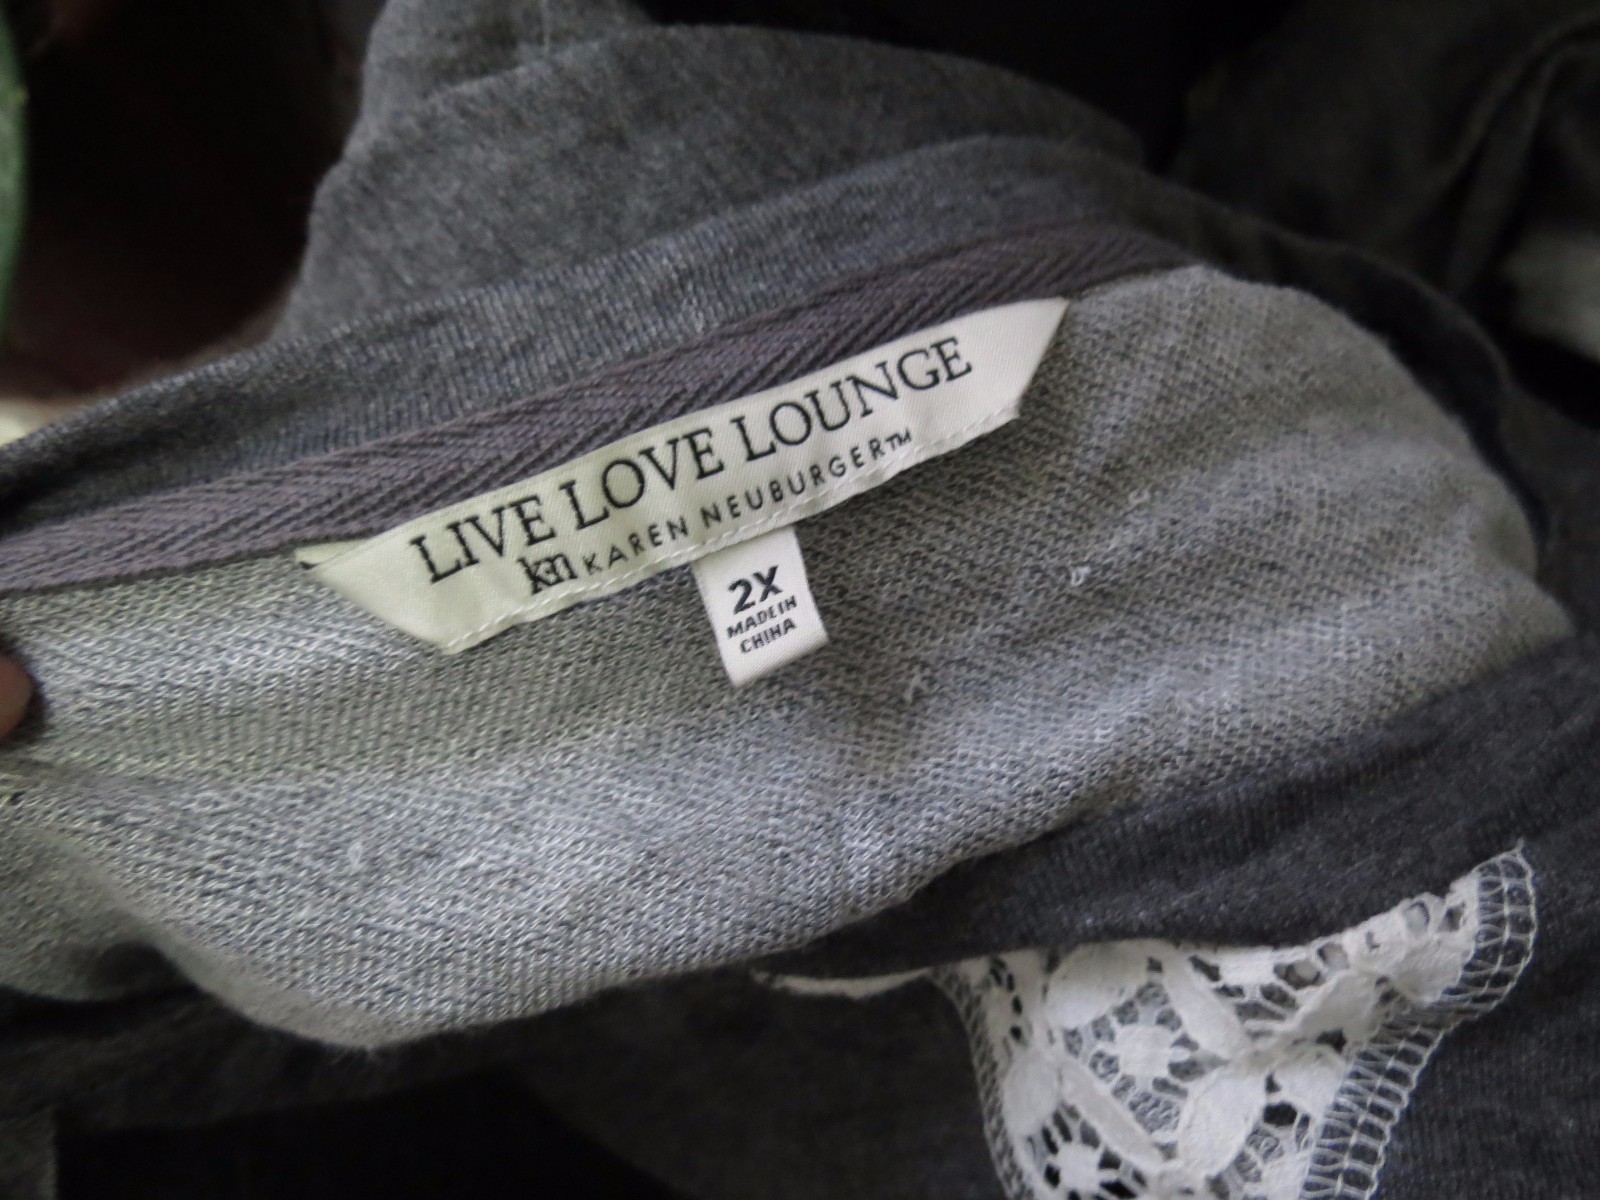 LIVE LOVE LOUNGE
kn KAREN NEUBURGER™
2X
MADE IN
CHINA